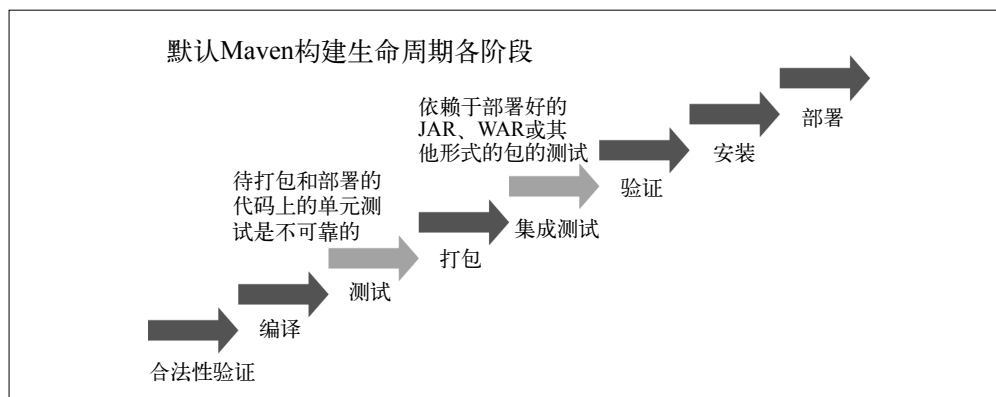 默认Maven构建生命周期各阶段
部署
依赖于部署好的
JAR、WAR或其
他形式的包的测试
安装
验证
待打包和部署的
代码上的单元测
试是不可靠的
集成测试
打包
测试
编译
合法性验证